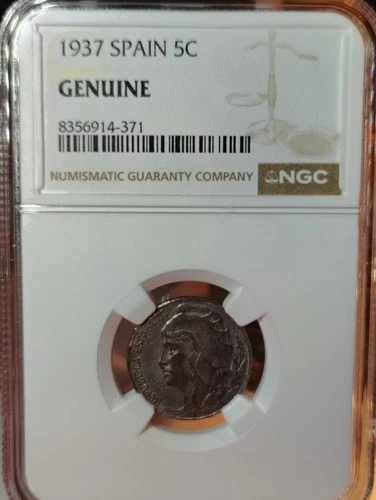 1937 SPAIN 5C
GENUINE
8356914-371
NUMISMATIC GUARANTY COMPANY NGC